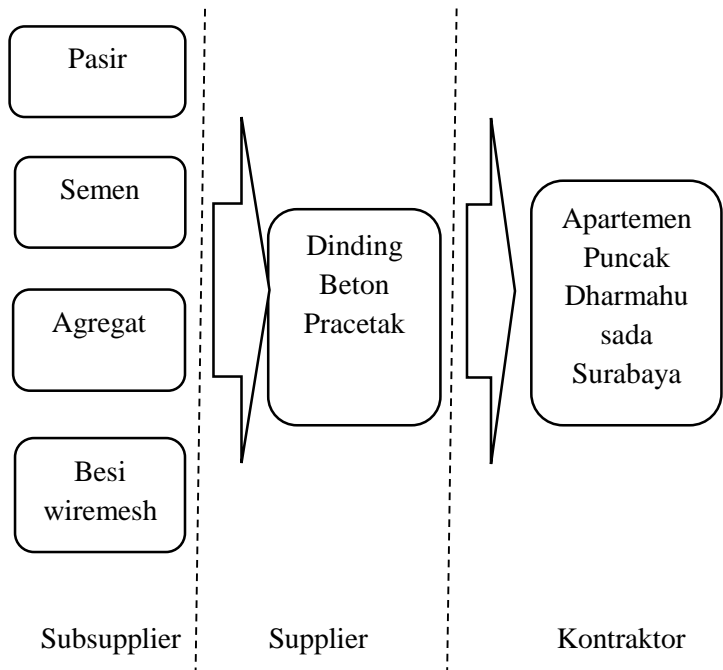 Pasir
Semen
Agregat
Besi
wiremesh
Dinding
Beton
Pracetak
Apartemen
Puncak
Dharmahu
sada
Surabaya
Subsupplier
Supplier
Kontraktor